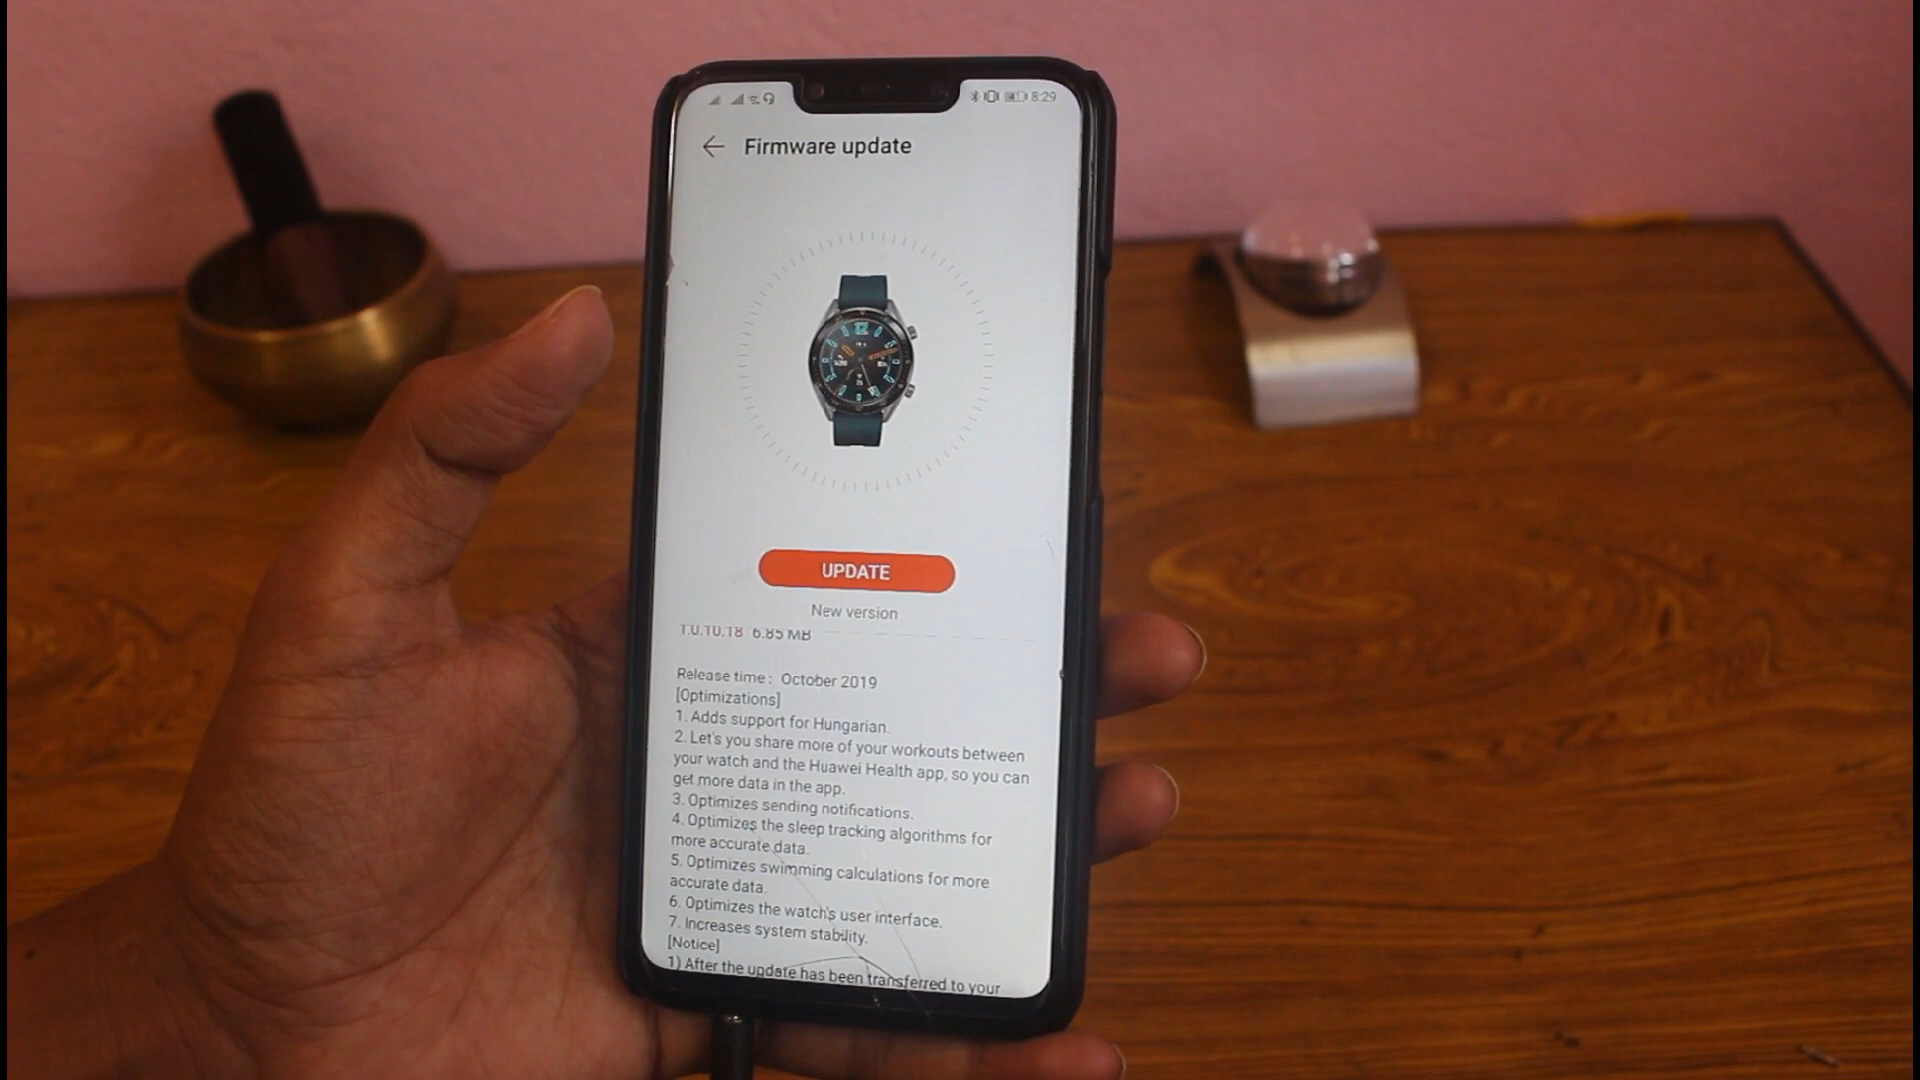 8:29
Firmware update
UPDATE
New version
1.0.10.18 6.85 MB
Release time : October 2019
[Optimizations]
1. Adds support for Hungarian.
2. Let's you share more of your workouts between
your watch and the Huawei Health app, so you can
get more data in the app.
3. Optimizes sending notifications.
4. Optimizes the sleep tracking algorithms for
more accurate data.
5. Optimizes swimming calculations for more
accurate data.
6. Optimizes the watch's user interface.
7. Increases system stability.
[Notice]
1) After the update has been transferred to your